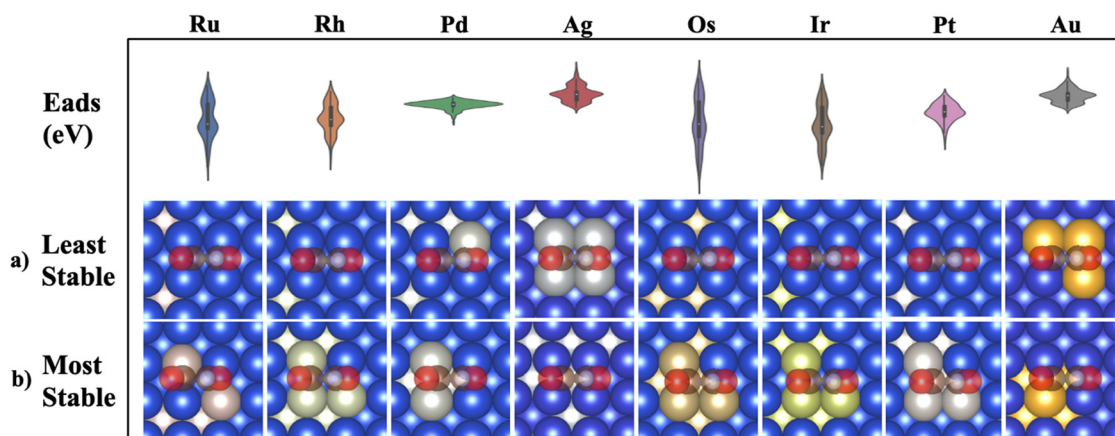 Ru Rh Pd Ag Os Ir Pt Au
Eads
(eV)
a) Least
Stable
b) Most
Stable